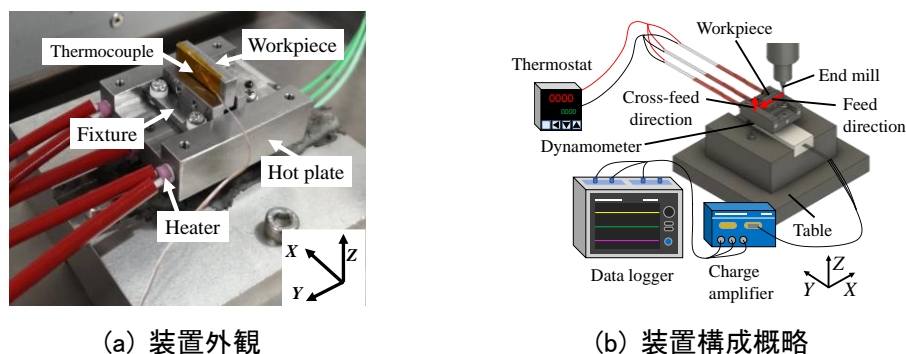 Thermocouple
Workpiece
Fixture
Hot plate
Heater
X
Z
Y
(a) 装置外観
Workpiece
Thermostat
0000
0000
End mill
Cross-feed
direction
Feed
direction
Dynamometer
Table
Data logger
Charge
amplifier
Z
Y
X
(b) 装置構成概略